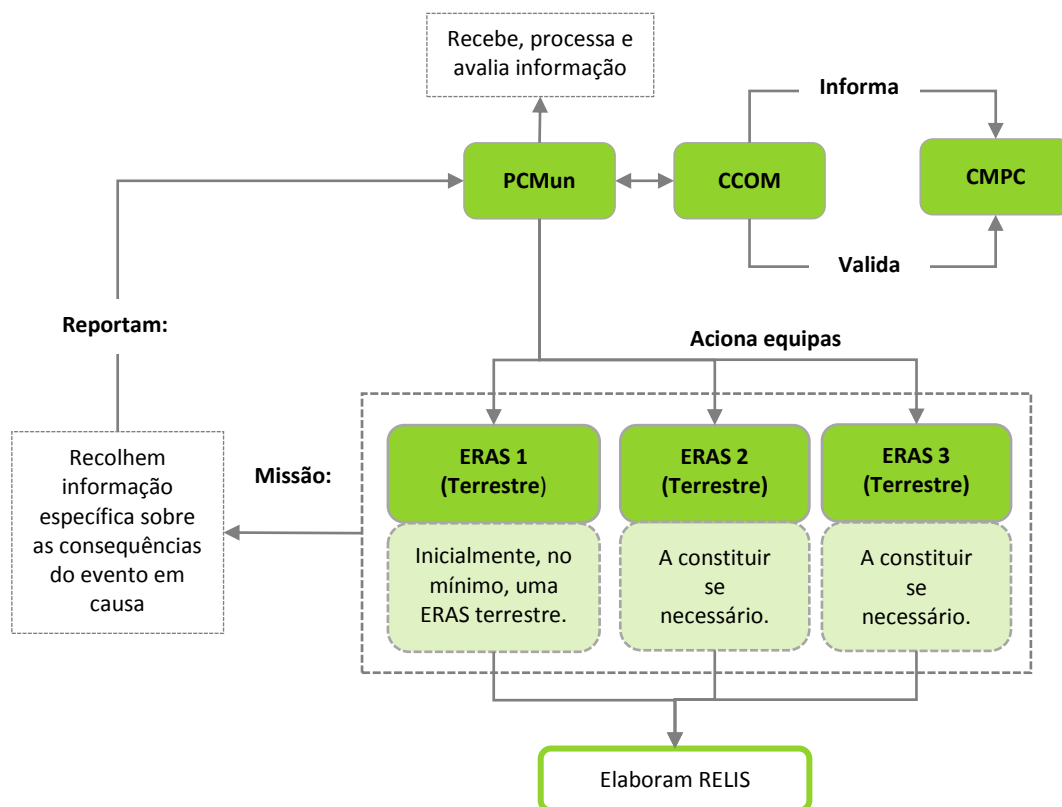 Recebe, processa e
avalia informação
Informa
PCMun
CCOM
CMPC
Valida
Reportam:
Aciona equipas
Recolhem
informação
específica sobre
as consequências
do evento em
causa
Missão:
ERAS 1
(Terrestre)
ERAS 2
(Terrestre)
ERAS 3
(Terrestre)
Inicialmente, no
mínimo, uma
ERAS terrestre.
A constituir
se
necessário.
A constituir
se
necessário.
Elaboram RELIS